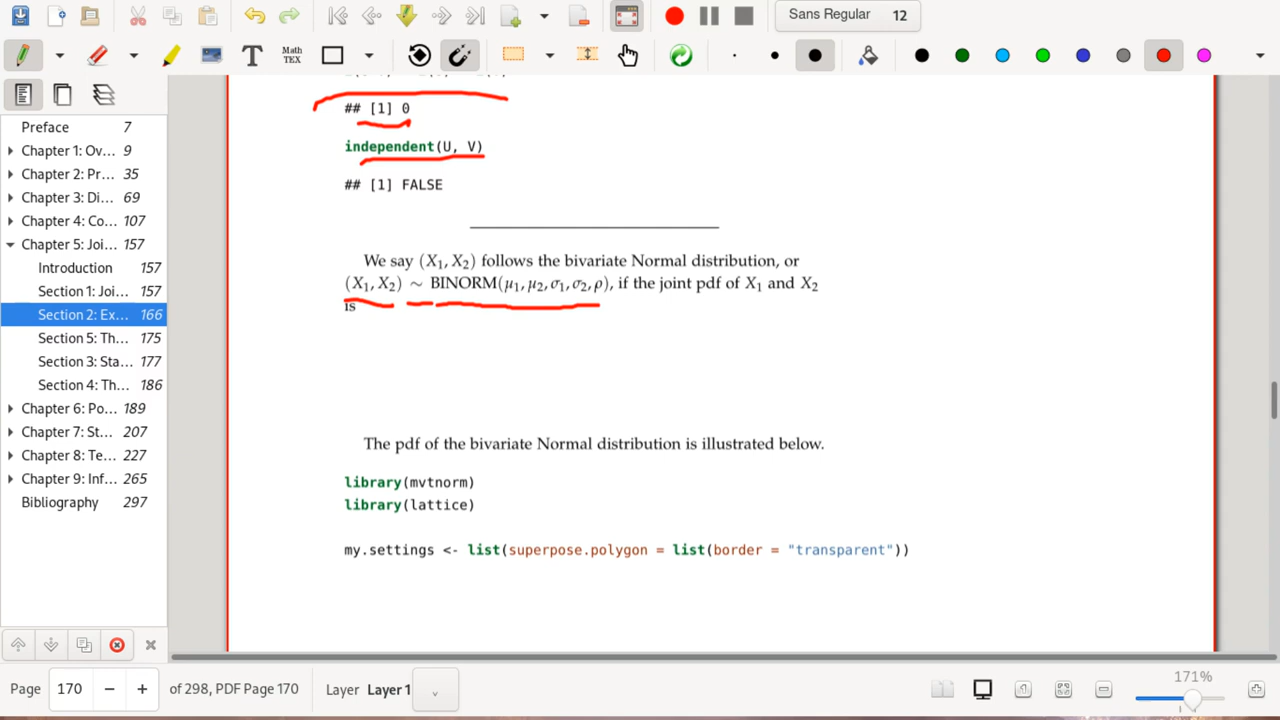 Sans Regular 12
Math
TEX
Preface 7
Chapter 1: Ov... 9
Chapter 2: Pr... 35
Chapter 3: Di... 69
Chapter 4: Co... 107
Chapter 5: Joi... 157
Introduction 157
Section 1: Joi... 157
Section 2: Ex... 166
Section 5: Th... 175
Section 3: Sta... 177
Section 4: Th... 186
Chapter 6: Po... 189
Chapter 7: St... 207
Chapter 8: Te... 227
Chapter 9: Inf... 265
Bibliography 297
## [1] 0
independent(U, V)
## [1] FALSE
We say (X₁, X₂) follows the bivariate Normal distribution, or
(X₁, X₂) ∼ BINORM(μ₁, μ₂, σ₁, σ₂, ρ), if the joint pdf of X₁ and X₂
is
The pdf of the bivariate Normal distribution is illustrated below.
library(mvtnorm)
library(lattice)
my.settings <- list(superpose.polygon = list(border = "transparent"))
Page 170 − + of 298, PDF Page 170 Layer Layer 1 171%